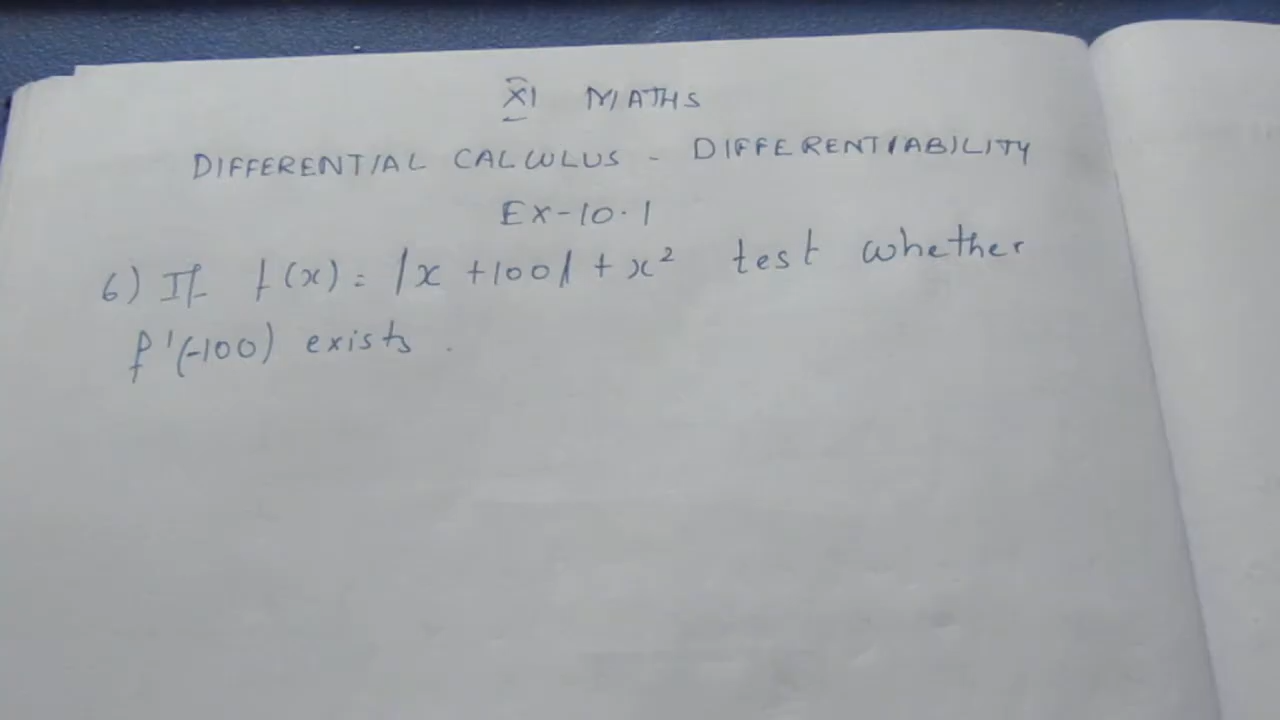 XI MATHS
DIFFERENTIAL CALCULUS - DIFFERENTIABILITY
EX-10.1
6) If f(x) = |x +100| + x² test whether
f'(-100) exists.